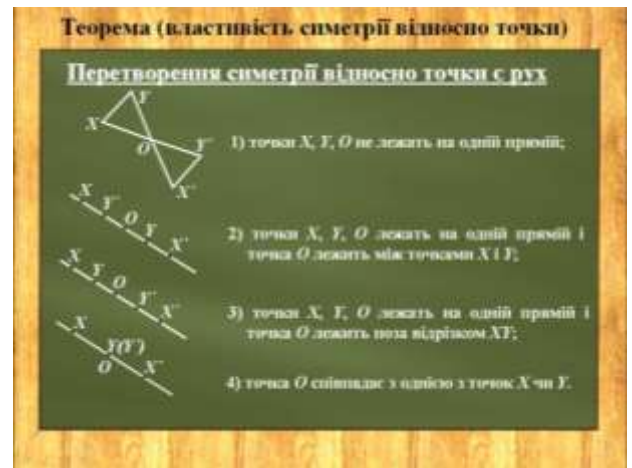 Теорема (властивість симетрії відносно точки)
Перетворення симетрії відносно точки є рух
Y
X
O
Y'
X'
1) точки X, Y, O не лежать на одній прямій;
X Y' O Y X'
2) точки X, Y, O лежать на одній прямій і
точка O лежить між точками X і Y;
X Y O Y' X'
3) точки X, Y, O лежать на одній прямій і
точка O лежить поза відрізком XY;
X
Y(Y')
O X'
4) точка O співпадає з однією з точок X чи Y.